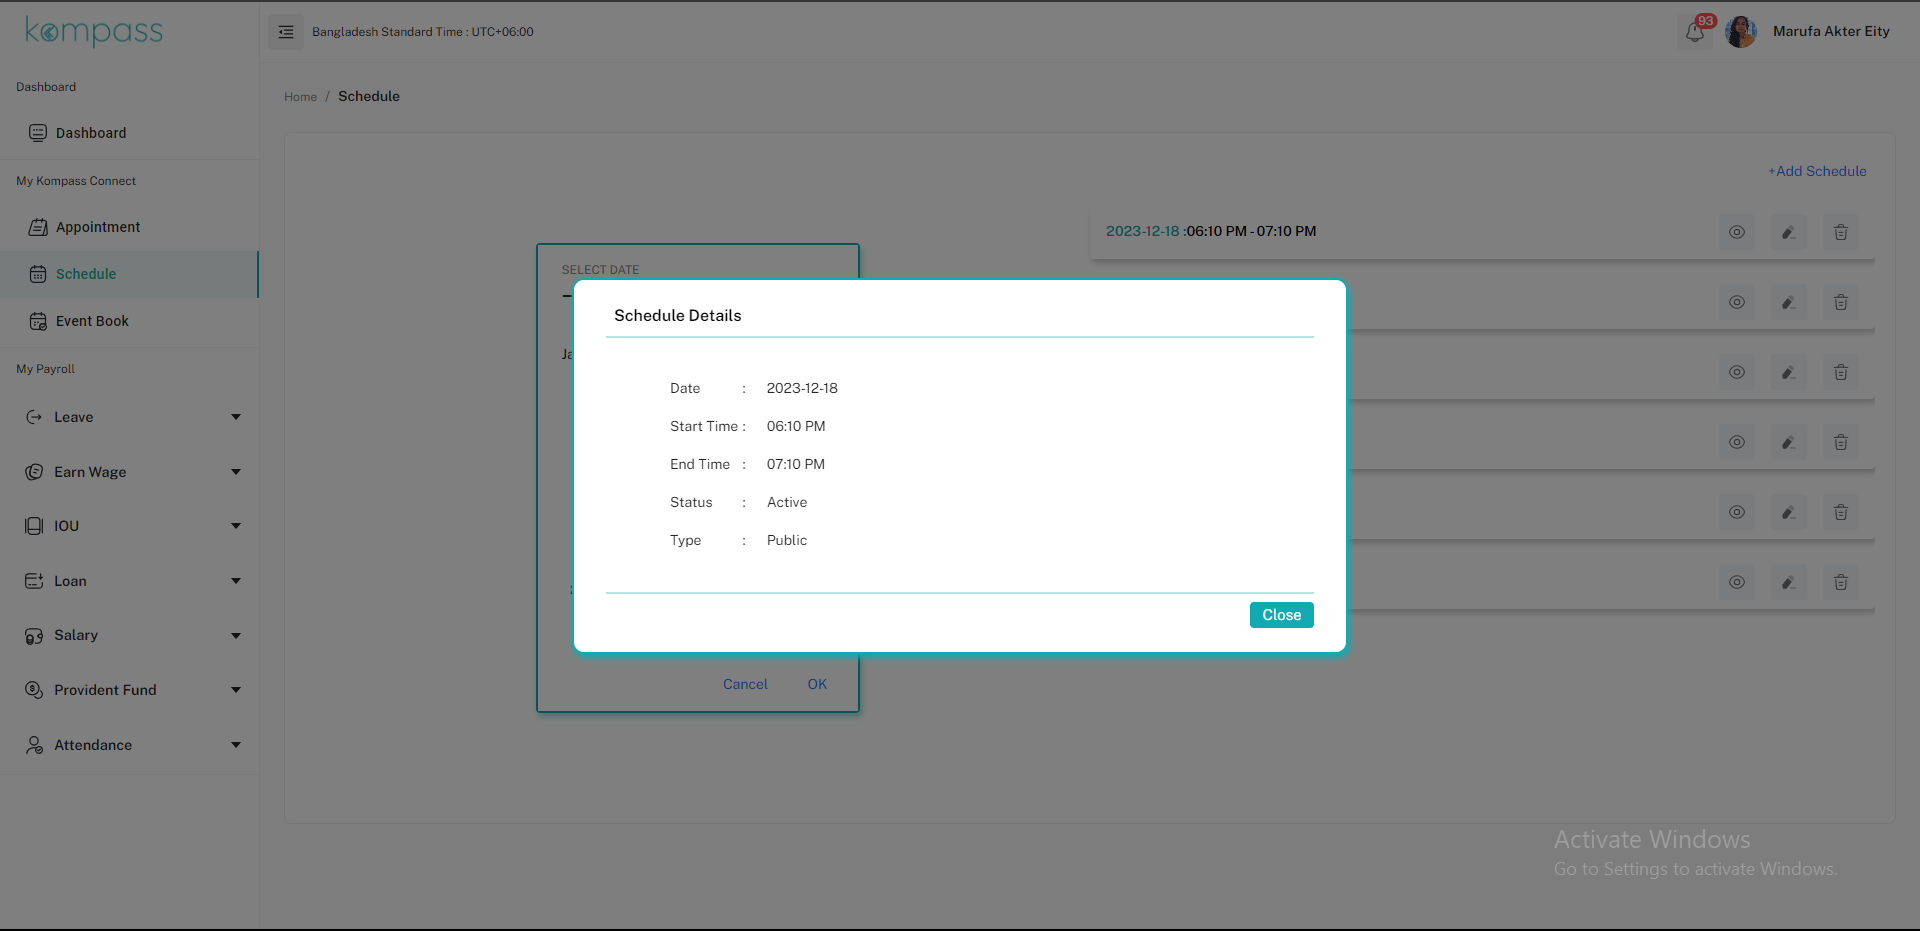 kompass
Bangladesh Standard Time : UTC+06:00
93
Marufa Akter Eity
Dashboard
Dashboard
My Kompass Connect
Appointment
Schedule
Event Book
My Payroll
Leave
Earn Wage
IOU
Loan
Salary
Provident Fund
Attendance
Home / Schedule
+Add Schedule
2023-12-18 :06:10 PM - 07:10 PM
SELECT DATE
Schedule Details
Date : 2023-12-18
Start Time : 06:10 PM
End Time : 07:10 PM
Status : Active
Type : Public
Close
Cancel OK
Activate Windows
Go to Settings to activate Windows.